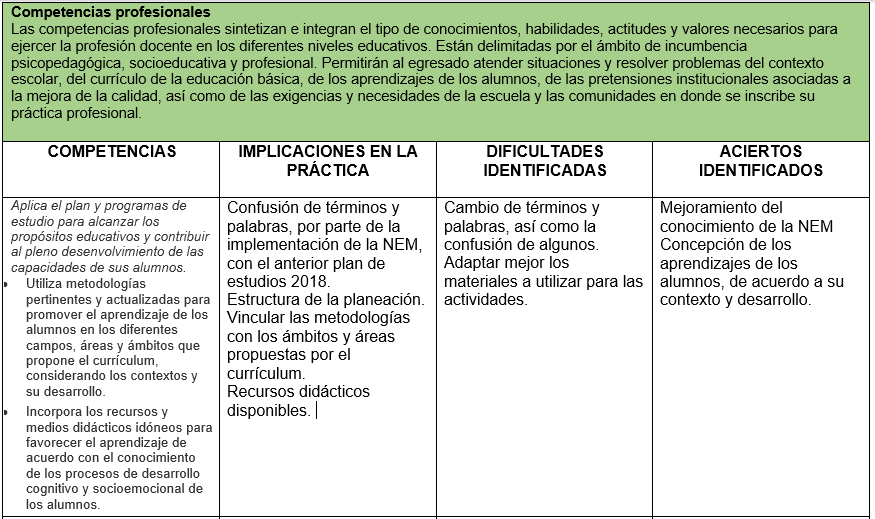 Competencias profesionales
Las competencias profesionales sintetizan e integran el tipo de conocimientos, habilidades, actitudes y valores necesarios para
ejercer la profesión docente en los diferentes niveles educativos. Están delimitadas por el ámbito de incumbencia
psicopedagógica, socioeducativa y profesional. Permitirán al egresado atender situaciones y resolver problemas del contexto
escolar, del currículo de la educación básica, de los aprendizajes de los alumnos, de las pretensiones institucionales asociadas a
la mejora de la calidad, así como de las exigencias y necesidades de la escuela y las comunidades en donde se inscribe su
práctica profesional.
COMPETENCIAS
IMPLICACIONES EN LA
PRÁCTICA
DIFICULTADES
IDENTIFICADAS
ACIERTOS
IDENTIFICADOS
Aplica el plan y programas de
estudio para alcanzar los
propósitos educativos y contribuir
al pleno desenvolvimiento de las
capacidades de sus alumnos.
• Utiliza metodologías
pertinentes y actualizadas para
promover el aprendizaje de los
alumnos en los diferentes
campos, áreas y ámbitos que
propone el currículum,
considerando los contextos y
su desarrollo.
• Incorpora los recursos y
medios didácticos idóneos para
favorecer el aprendizaje de
acuerdo con el conocimiento
de los procesos de desarrollo
cognitivo y socioemocional de
los alumnos.
Confusión de términos y
palabras, por parte de la
implementación de la NEM,
con el anterior plan de
estudios 2018.
Estructura de la planeación.
Vincular las metodologías
con los ámbitos y áreas
propuestas por el
currículum.
Recursos didácticos
disponibles.
Cambio de términos y
palabras, así como la
confusión de algunos.
Adaptar mejor los
materiales a utilizar para las
actividades.
Mejoramiento del
conocimiento de la NEM
Concepción de los
aprendizajes de los
alumnos, de acuerdo a su
contexto y desarrollo.